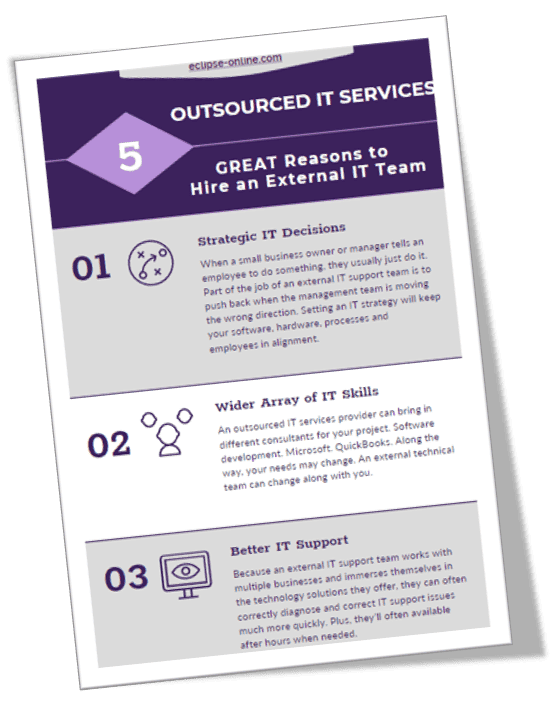 eclipse-online.com
OUTSOURCED IT SERVICES
5
GREAT Reasons to
Hire an External IT Team
01
Strategic IT Decisions
When a small business owner or manager tells an
employee to do something, they usually just do it.
Part of the job of an external IT support team is to
push back when the management team is moving
the wrong direction. Setting an IT strategy will keep
your software, hardware, processes and
employees in alignment.
02
Wider Array of IT Skills
An outsourced IT services provider can bring in
different consultants for your project. Software
development. Microsoft. QuickBooks. Along the
way, your needs may change. An external technical
team can change along with you.
03
Better IT Support
Because an external IT support team works with
multiple businesses and immerses themselves in
the technology solutions they offer, they can often
correctly diagnose and correct IT support issues
much more quickly. Plus, they'll often available
after hours when needed.